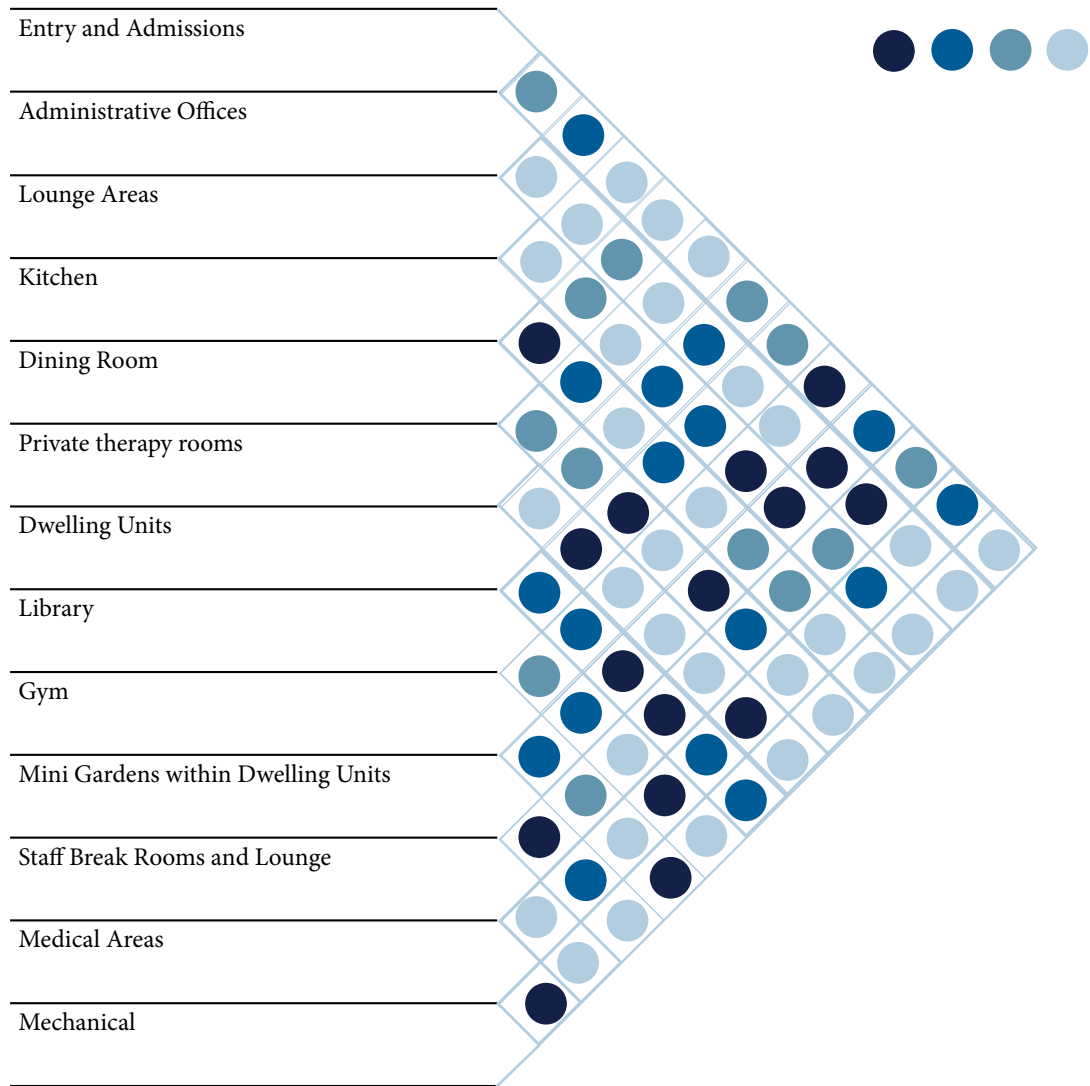 Entry and Admissions
Administrative Offices
Lounge Areas
Kitchen
Dining Room
Private therapy rooms
Dwelling Units
Library
Gym
Mini Gardens within Dwelling Units
Staff Break Rooms and Lounge
Medical Areas
Mechanical